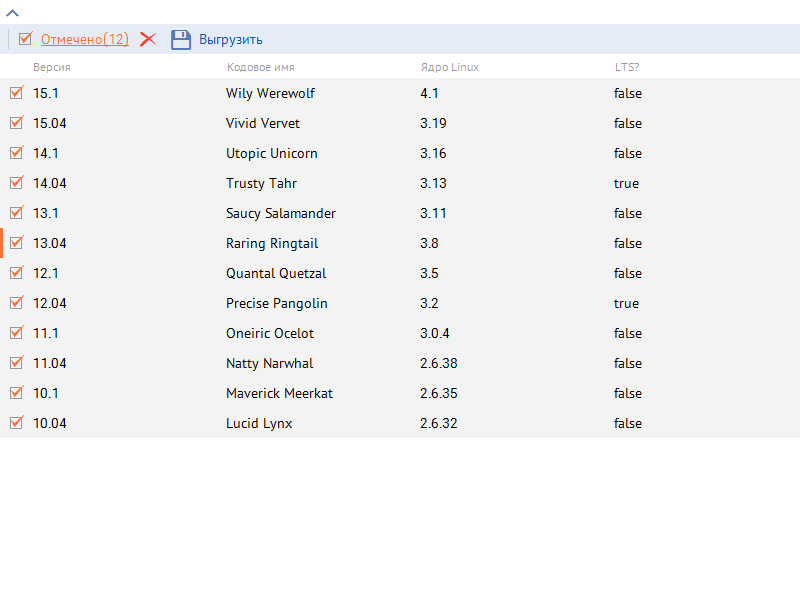 Отмечено(12) Выгрузить
Версия Кодовое имя Ядро Linux LTS?
15.1 Wily Werewolf 4.1 false
15.04 Vivid Vervet 3.19 false
14.1 Utopic Unicorn 3.16 false
14.04 Trusty Tahr 3.13 true
13.1 Saucy Salamander 3.11 false
13.04 Raring Ringtail 3.8 false
12.1 Quantal Quetzal 3.5 false
12.04 Precise Pangolin 3.2 true
11.1 Oneiric Ocelot 3.0.4 false
11.04 Natty Narwhal 2.6.38 false
10.1 Maverick Meerkat 2.6.35 false
10.04 Lucid Lynx 2.6.32 false